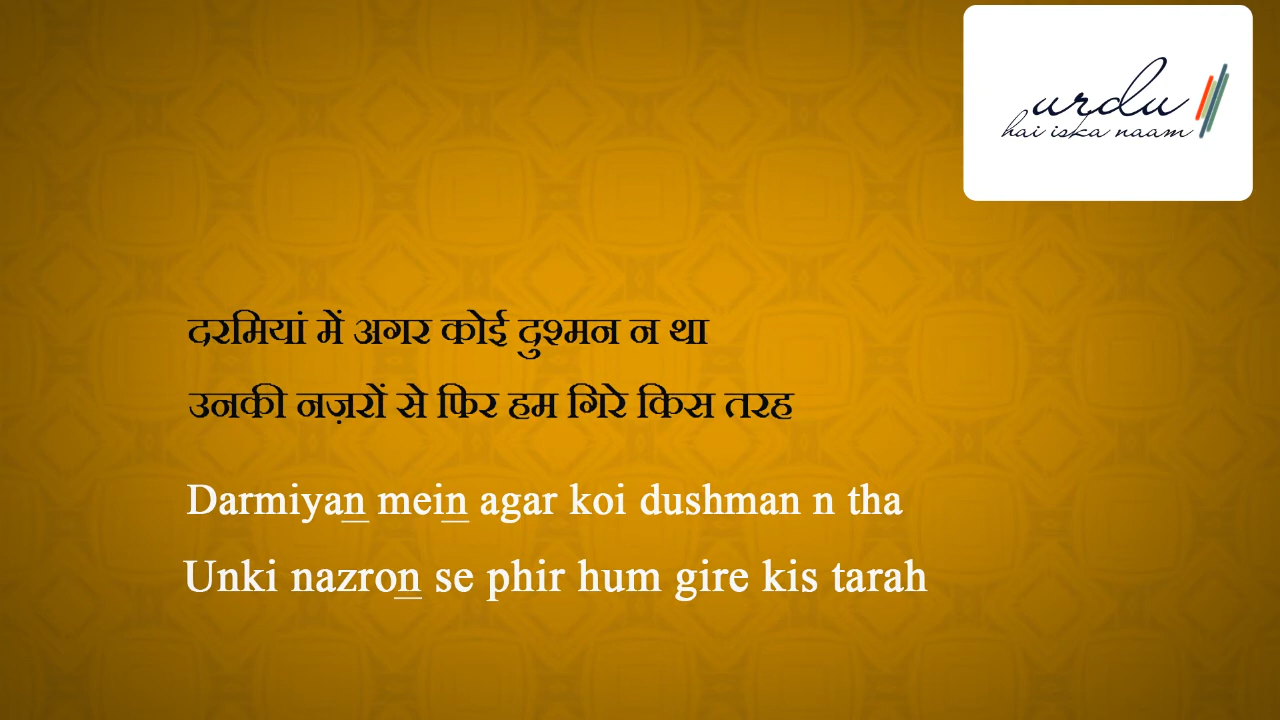 urdu
hai iska naam
दरमियां में अगर कोई दुश्मन न था
उनकी नज़रों से फिर हम गिरे किस तरह
Darmiyan mein agar koi dushman n tha
Unki nazron se phir hum gire kis tarah